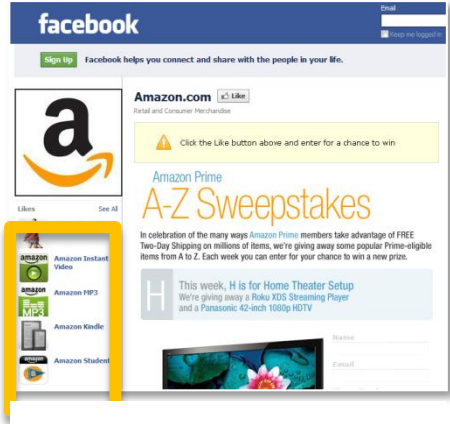 facebook
Email
Keep me logged in
Sign Up Facebook helps you connect and share with the people in your life.
a
Amazon.com Like
Retail and Consumer Merchandise
Click the Like button above and enter for a chance to win
Amazon Prime
A-Z Sweepstakes
In celebration of the many ways Amazon Prime members take advantage of FREE
Two-Day Shipping on millions of items, we're giving away some popular Prime-eligible
items from A to Z. Each week you can enter for your chance to win a new prize.
H
This week, H is for Home Theater Setup
We're giving away a Roku XDS Streaming Player
and a Panasonic 42-inch 1080p HDTV
Name
Email
Likes See All
amazon Amazon Instant
Video
amazon Amazon MP3
MP3
Amazon Kindle
amazon Amazon Student